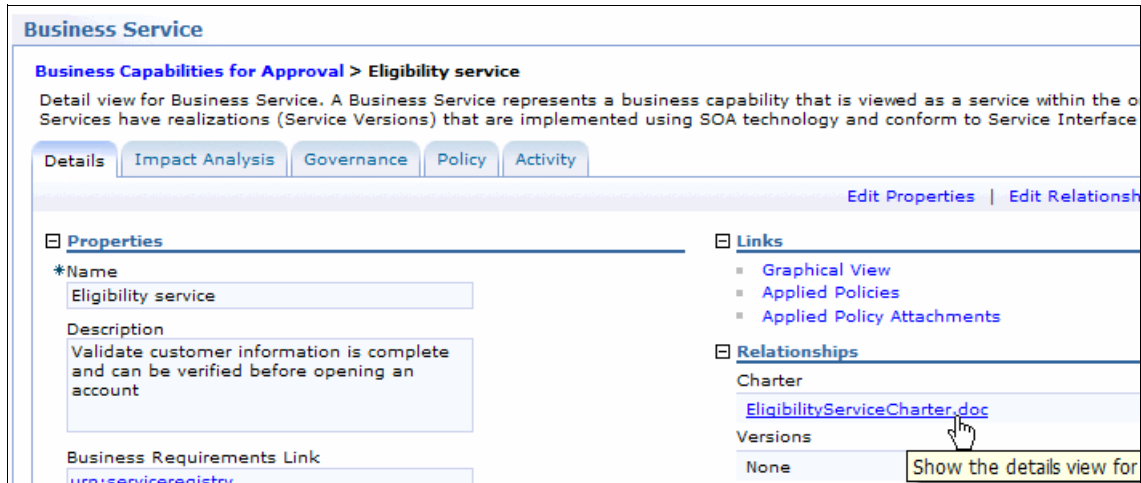 Business Service
Business Capabilities for Approval > Eligibility service
Detail view for Business Service. A Business Service represents a business capability that is viewed as a service within the o
Services have realizations (Service Versions) that are implemented using SOA technology and conform to Service Interface
Details Impact Analysis Governance Policy Activity
Edit Properties | Edit Relationsh
Properties
*Name
Eligibility service
Description
Validate customer information is complete
and can be verified before opening an
account
Business Requirements Link
urn:serviceregistry
Links
Graphical View
Applied Policies
Applied Policy Attachments
Relationships
Charter
EligibilityServiceCharter.doc
Versions
None
Show the details view for